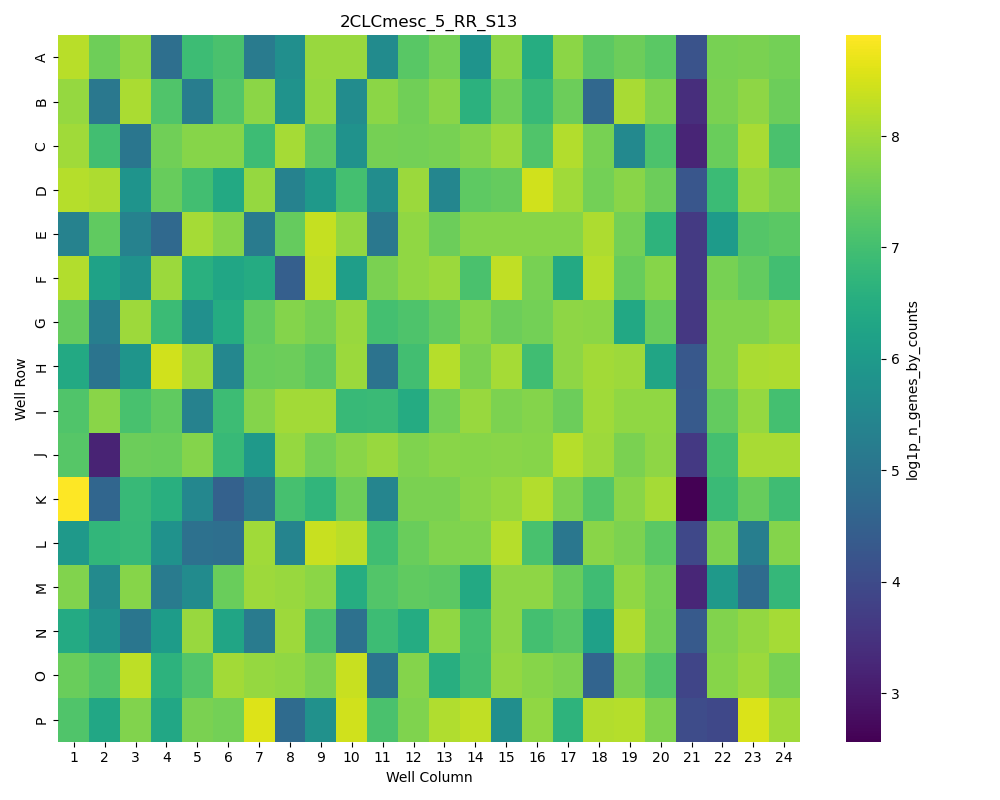 2CLCmesc_5_RR_S13
Well Row
A
B
C
D
E
F
G
H
I
J
K
L
M
N
O
P
1 2 3 4 5 6 7 8 9 10 11 12 13 14 15 16 17 18 19 20 21 22 23 24
Well Column
8
7
6
5
4
3
log1p_n_genes_by_counts